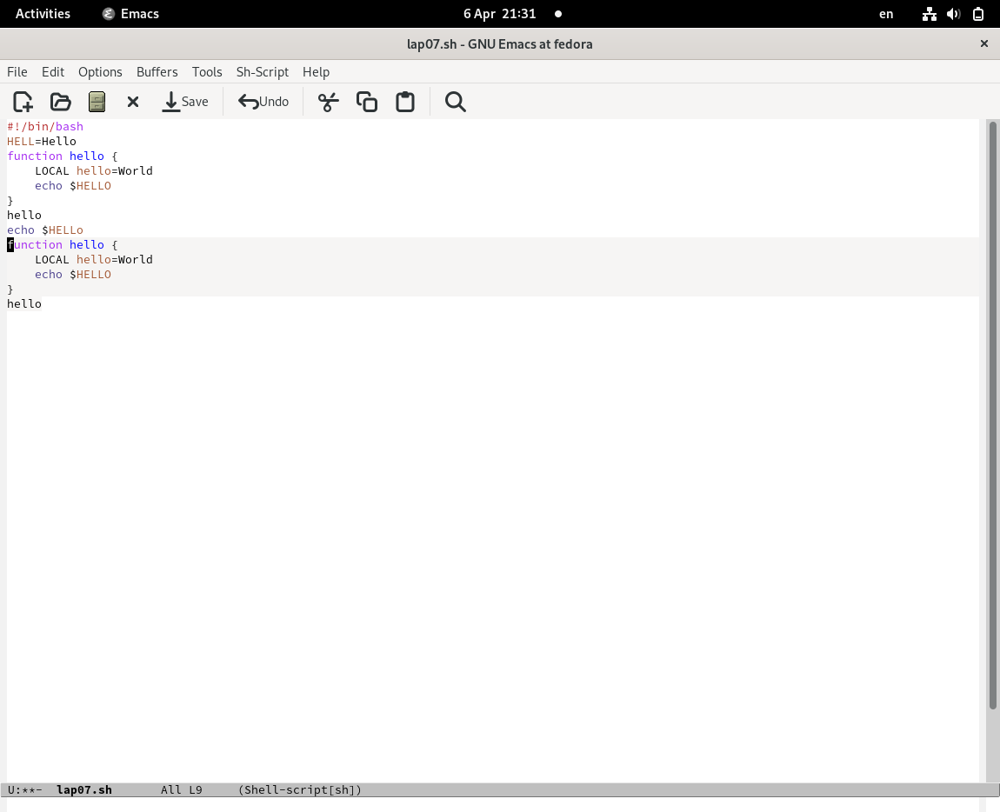 Activities Emacs 6 Apr 21:31 en
lap07.sh - GNU Emacs at fedora
File Edit Options Buffers Tools Sh-Script Help
Save Undo
#!/bin/bash
HELL=Hello
function hello {
    LOCAL hello=World
    echo $HELLO
}
hello
echo $HELLo
function hello {
    LOCAL hello=World
    echo $HELLO
}
hello
U:**- lap07.sh All L9 (Shell-script[sh])